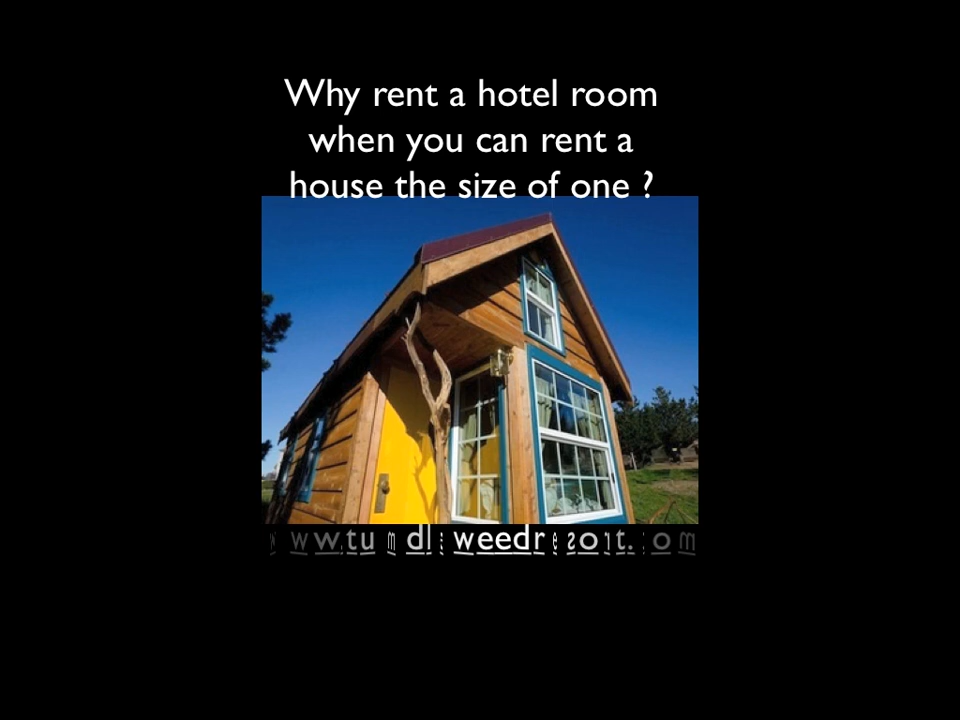 Why rent a hotel room
when you can rent a
house the size of one ?